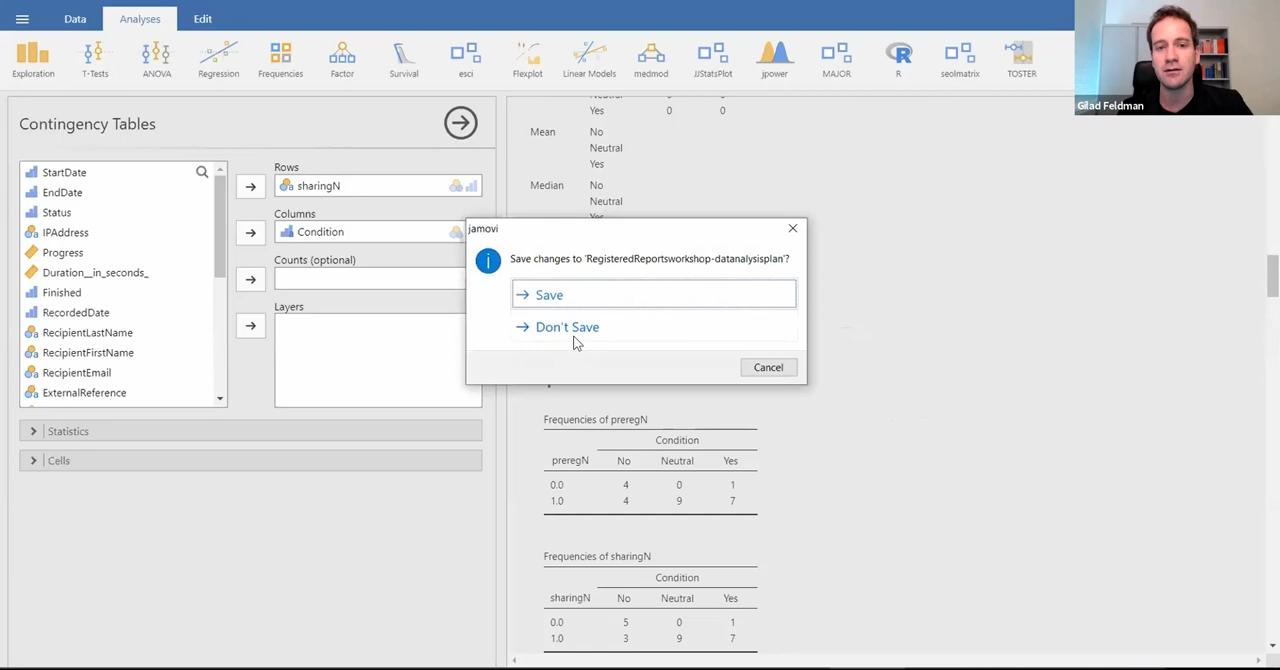 Data Analyses Edit
Exploration T-Tests ANOVA Regression Frequencies Factor Survival esci Flexplot Linear Models medmod JJStatsPlot jpower MAJOR R seolmatrix TOSTER
Gilad Feldman
Contingency Tables
StartDate
EndDate
Status
IPAddress
Progress
Duration__in_seconds_
Finished
RecordedDate
RecipientLastName
RecipientFirstName
RecipientEmail
ExternalReference
Rows
sharingN
Columns
Condition
Counts (optional)
Layers
Statistics
Cells
Neutral 0 0
Yes 0 0
Mean No
Neutral
Yes
Median No
Neutral
Yes
jamovi
Save changes to 'RegisteredReportsworkshop-datanalysisplan'?
Save
Don't Save
Cancel
Frequencies of preregN
Condition
preregN No Neutral Yes
0.0 4 0 1
1.0 4 9 7
Frequencies of sharingN
Condition
sharingN No Neutral Yes
0.0 5 0 1
1.0 3 9 7